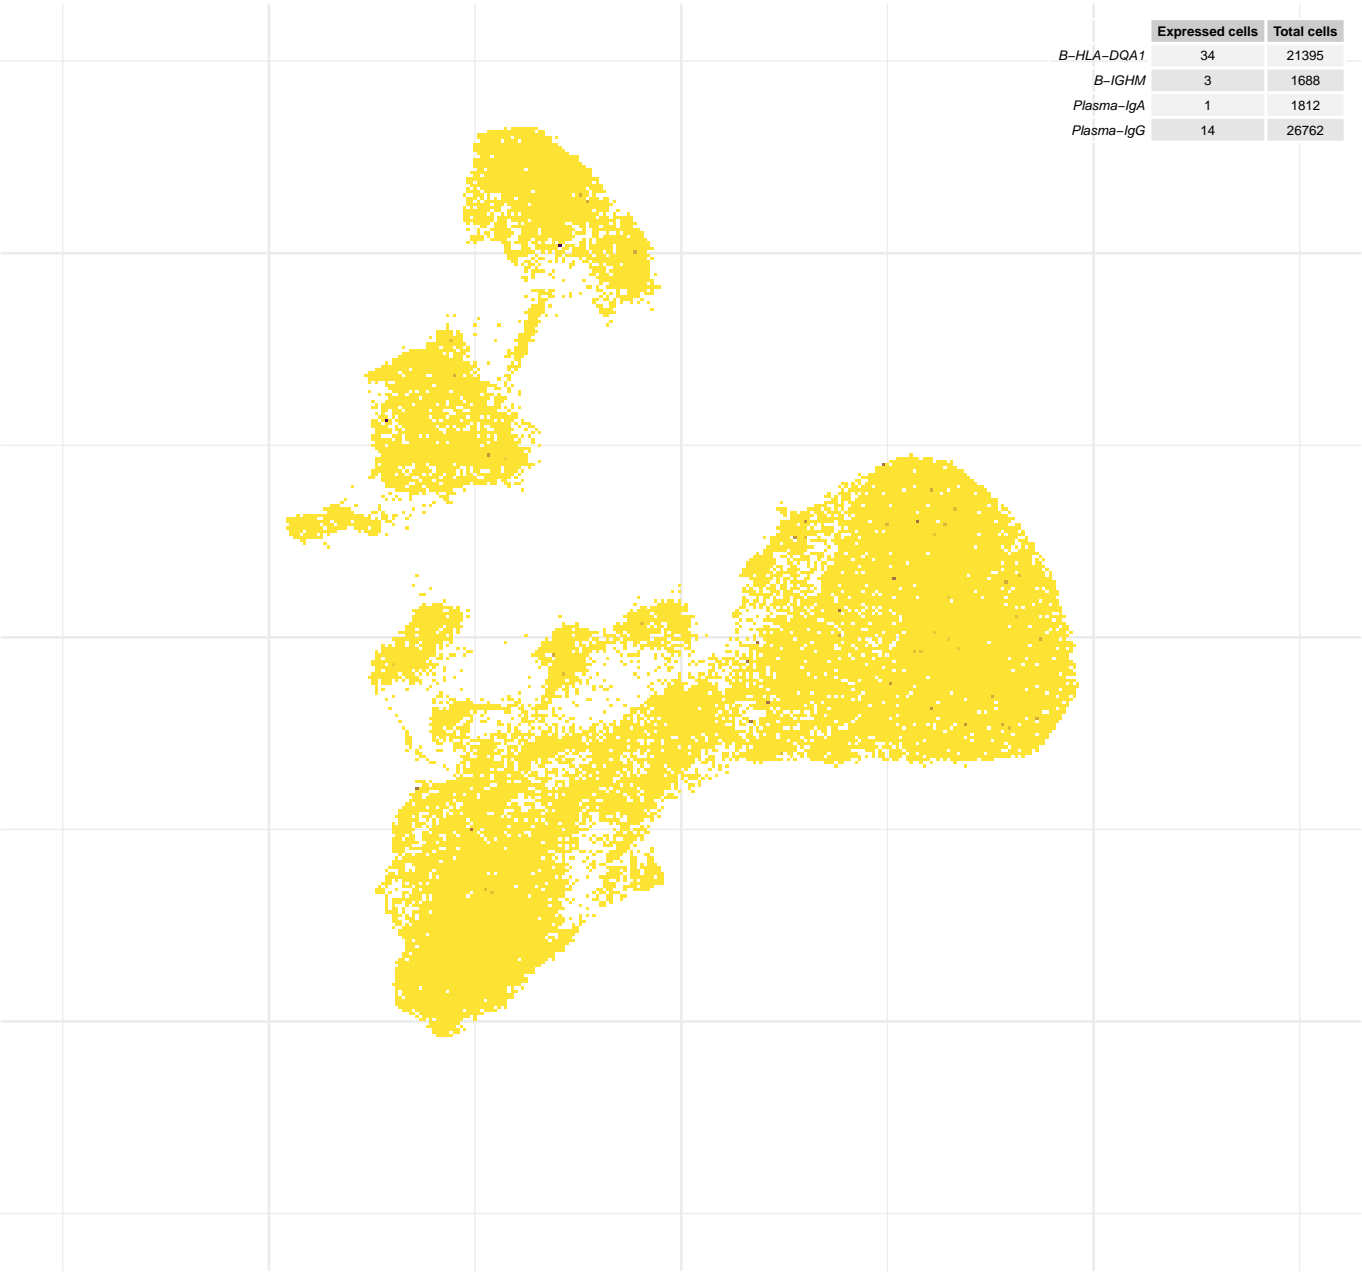 Expressed cells Total cells
B−HLA−DQA1 34 21395
B−IGHM 3 1688
Plasma−IgA 1 1812
Plasma−IgG 14 26762